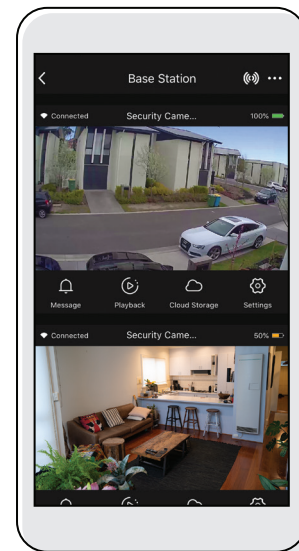 Base Station
Connected Security Came... 100%
Message Playback Cloud Storage Settings
Connected Security Came... 50%